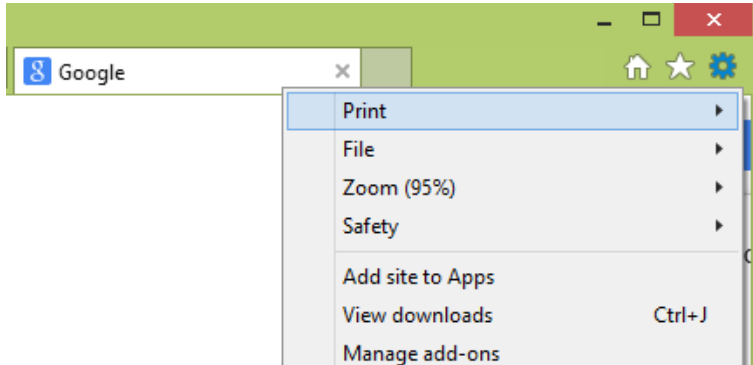 Google
Print
File
Zoom (95%)
Safety
Add site to Apps
View downloads Ctrl+J
Manage add-ons